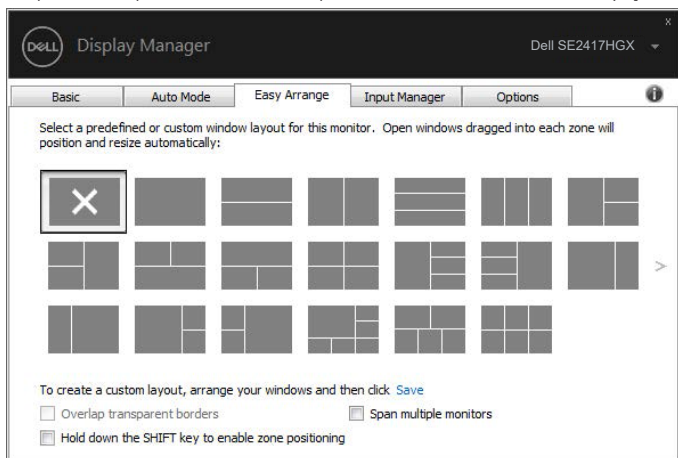 x
DELL Display Manager Dell SE2417HGX
Basic Auto Mode Easy Arrange Input Manager Options i
Select a predefined or custom window layout for this monitor. Open windows dragged into each zone will
position and resize automatically:
>
To create a custom layout, arrange your windows and then click Save
Overlap transparent borders Span multiple monitors
Hold down the SHIFT key to enable zone positioning